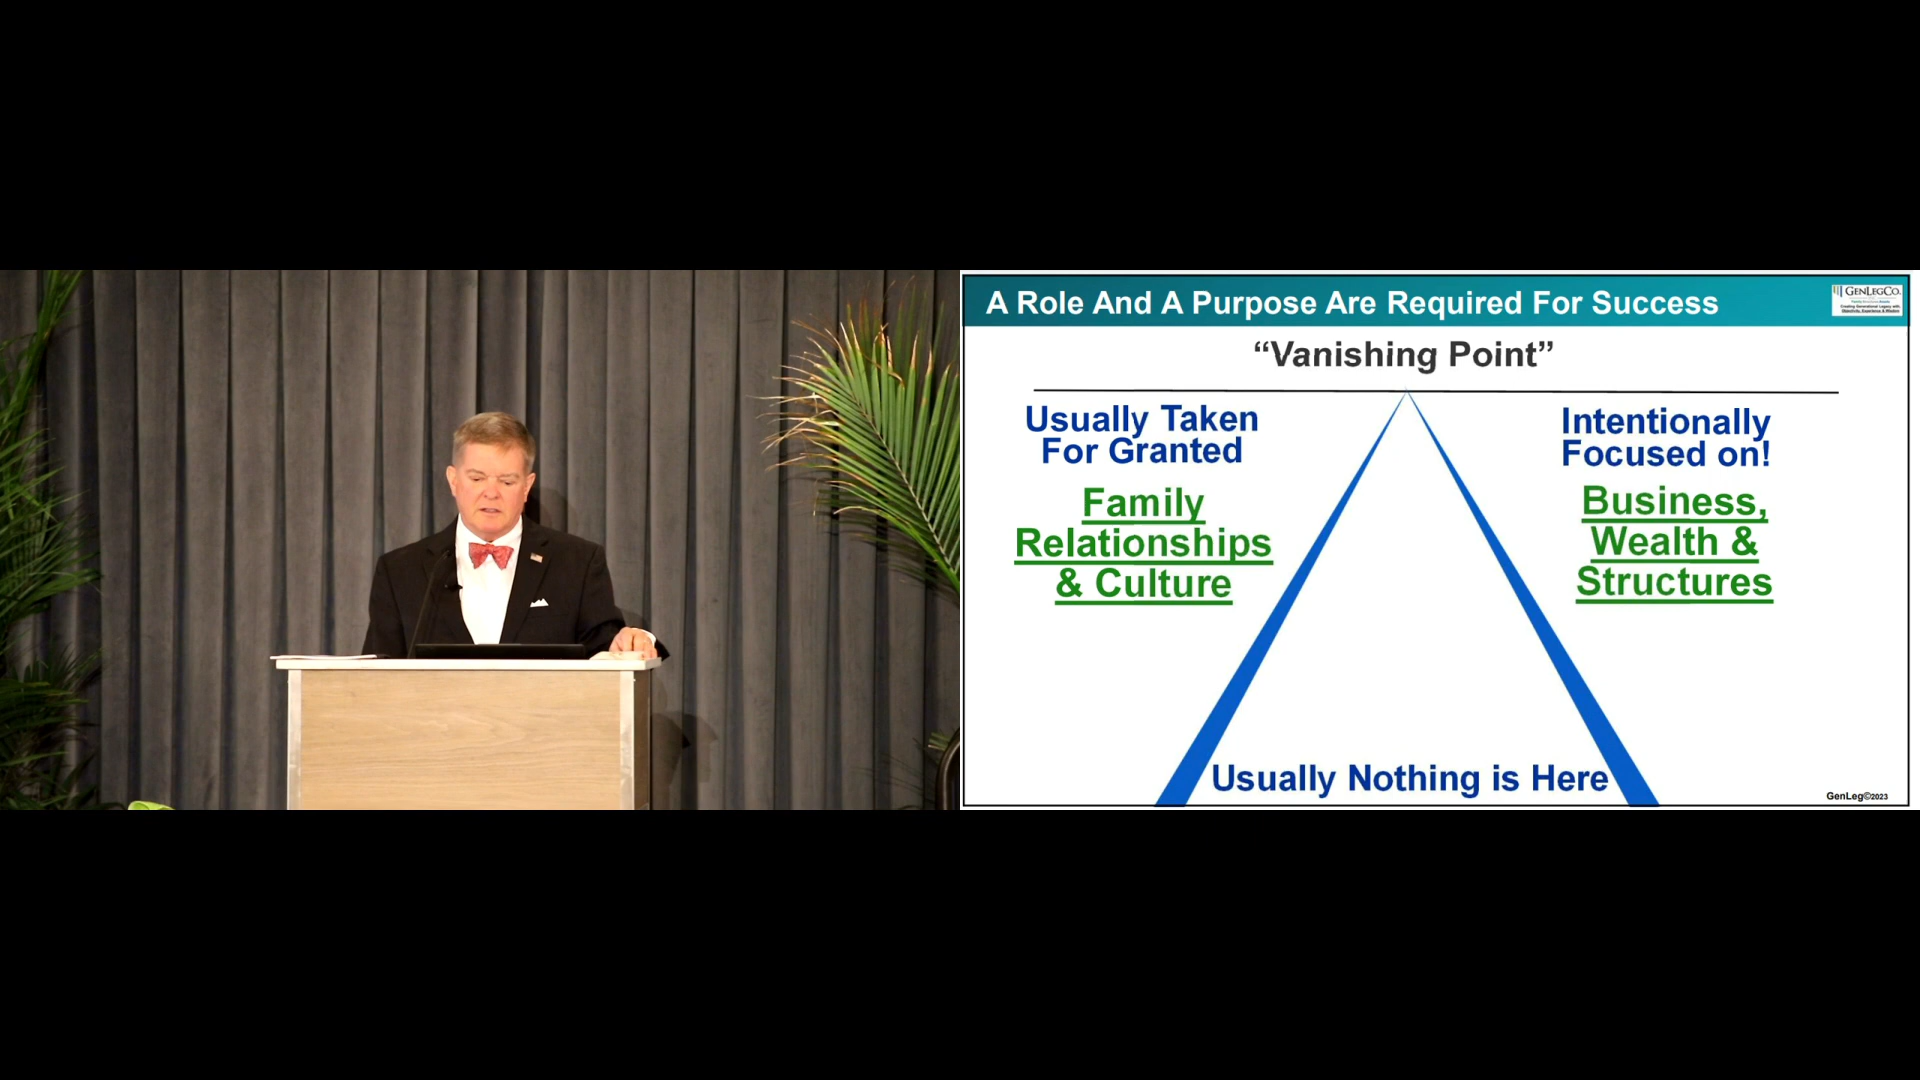 A Role And A Purpose Are Required For Success
GENLEGCO.
“Vanishing Point”
Usually Taken
For Granted
Intentionally
Focused on!
Family
Relationships
& Culture
Business,
Wealth &
Structures
Usually Nothing is Here
GenLeg©2023